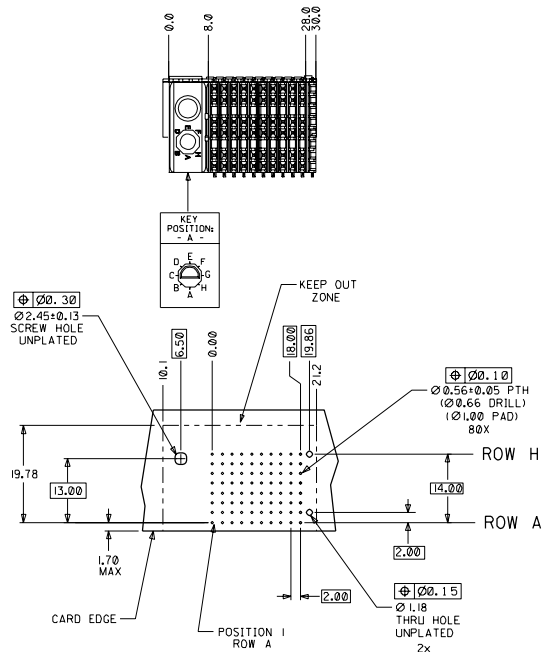 0.0
8.0
28.0
30.0
D E F
B A H
KEY
POSITION:
- A -
E
D F
C G
B H
A
KEEP OUT
ZONE
⌖ Ø0.30
Ø2.45±0.13
SCREW HOLE
UNPLATED
10.1
6.50
0.00
18.00
19.86
21.2
⌖ Ø0.10
Ø0.56±0.05 PTH
(Ø0.66 DRILL)
(Ø1.00 PAD)
80X
ROW H
19.78
13.00
14.00
ROW A
1.70
MAX
2.00
2.00
CARD EDGE
POSITION 1
ROW A
⌖ Ø0.15
Ø1.18
THRU HOLE
UNPLATED
2x